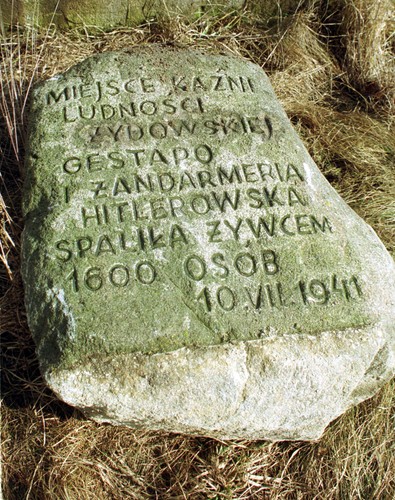 MIEJSCE KAŹNI
LUDNOŚCI
ŻYDOWSKIEJ
GESTAPO
I ŻANDARMERIA
HITLEROWSKA
SPALIŁA ŻYWCEM
1600 OSÓB
10.VII.1941